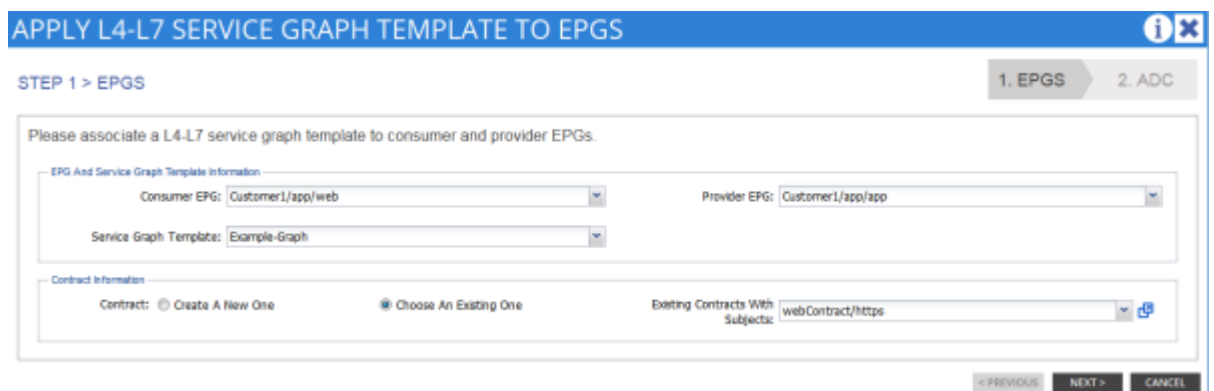 APPLY L4-L7 SERVICE GRAPH TEMPLATE TO EPGS
STEP 1 > EPGS
1. EPGS
2. ADC
Please associate a L4-L7 service graph template to consumer and provider EPGs.
EPG And Service Graph Template Information
Consumer EPG: Customer1/app/web
Provider EPG: Customer1/app/app
Service Graph Template: Example-Graph
Contract Information
Contract: Create A New One
Choose An Existing One
Existing Contracts With
Subjects: webContract/https
< PREVIOUS
NEXT >
CANCEL